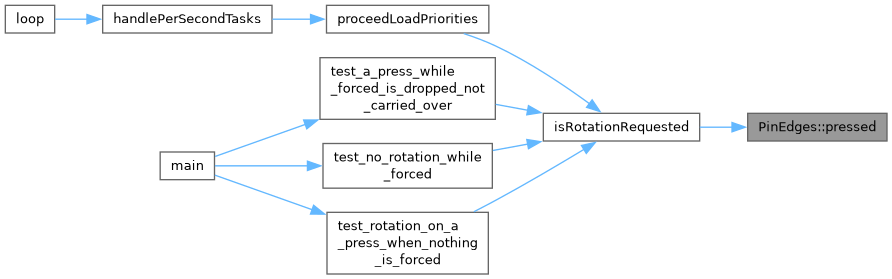 loop
handlePerSecondTasks
proceedLoadPriorities
test_a_press_while
_forced_is_dropped_not
_carried_over
isRotationRequested
PinEdges::pressed
main
test_no_rotation_while
_forced
test_rotation_on_a
_press_when_nothing
_is_forced